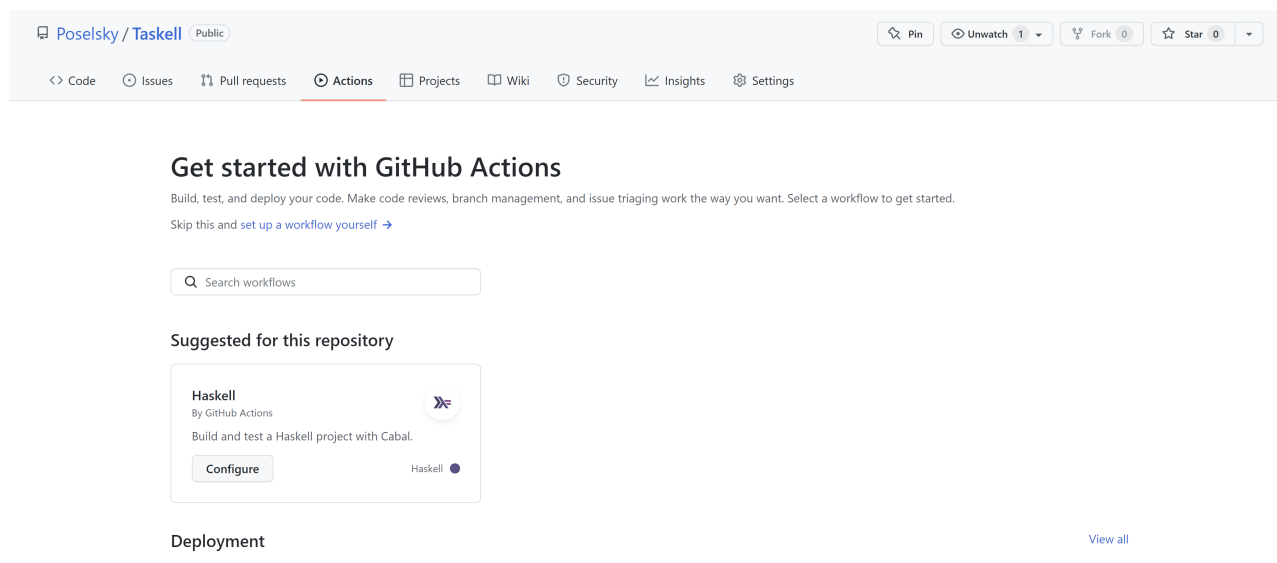 Poselsky / Taskell Public Pin Unwatch 1 Fork 0 Star 0
Code Issues Pull requests Actions Projects Wiki Security Insights Settings
Get started with GitHub Actions
Build, test, and deploy your code. Make code reviews, branch management, and issue triaging work the way you want. Select a workflow to get started.
Skip this and set up a workflow yourself →
Search workflows
Suggested for this repository
Haskell
By GitHub Actions
Build and test a Haskell project with Cabal.
Configure Haskell
Deployment View all